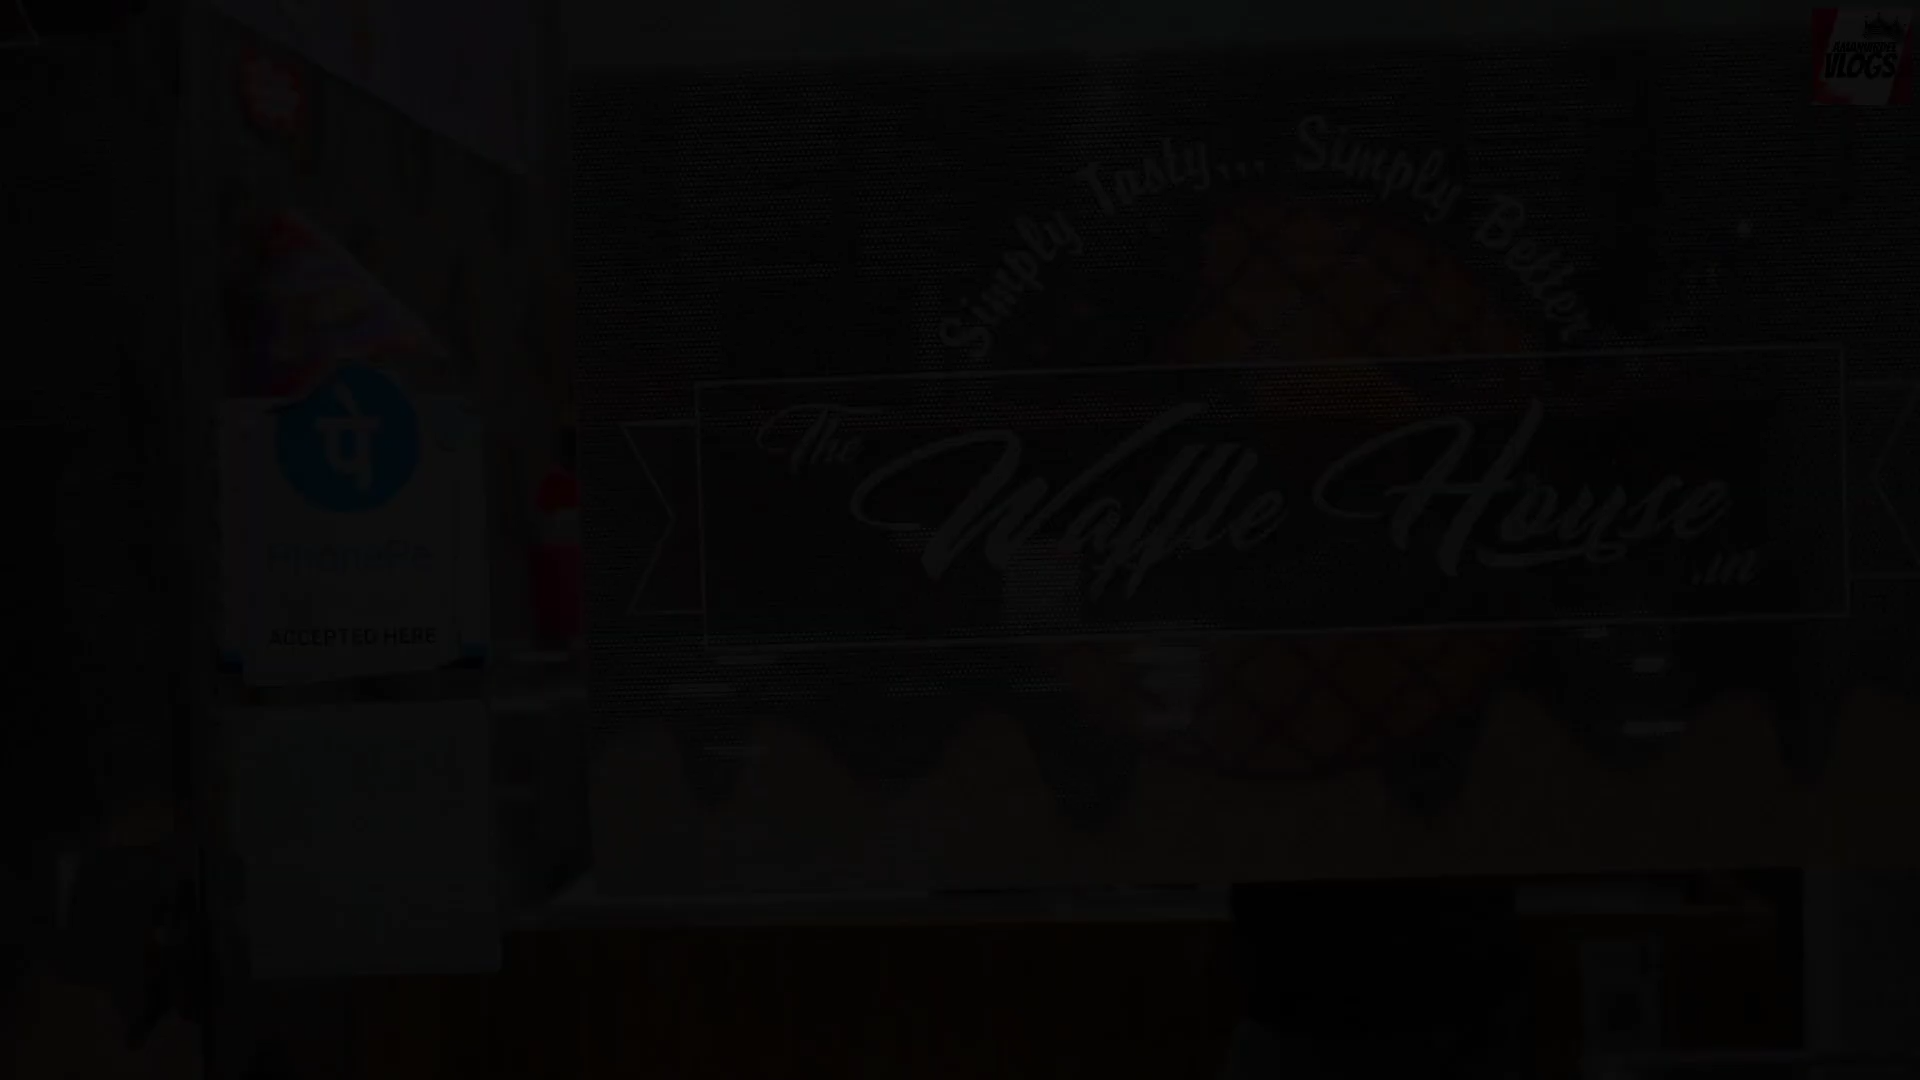 Simply Tasty... Simply Better
The
Waffle House
.in
पे
PhonePe
ACCEPTED HERE
VLOGS